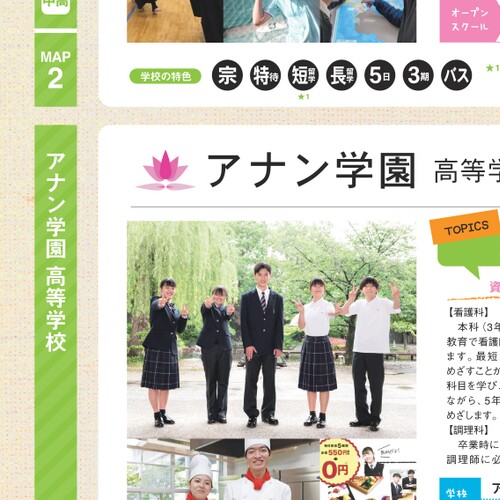 中高
オープン
スクール
MAP
2
学校の特色
宗
特待
短留学
長留学
5日
3期
バス
★1
★1
アナン学園 高等学校
アナン学園 高等学
TOPICS
資
【看護科】
本科(3年
教育で看護
ます。最短
めざすことが
科目を学び、
ながら、5年
めざします。
【調理科】
卒業時に
調理師に必
550円
0円
学校
ア